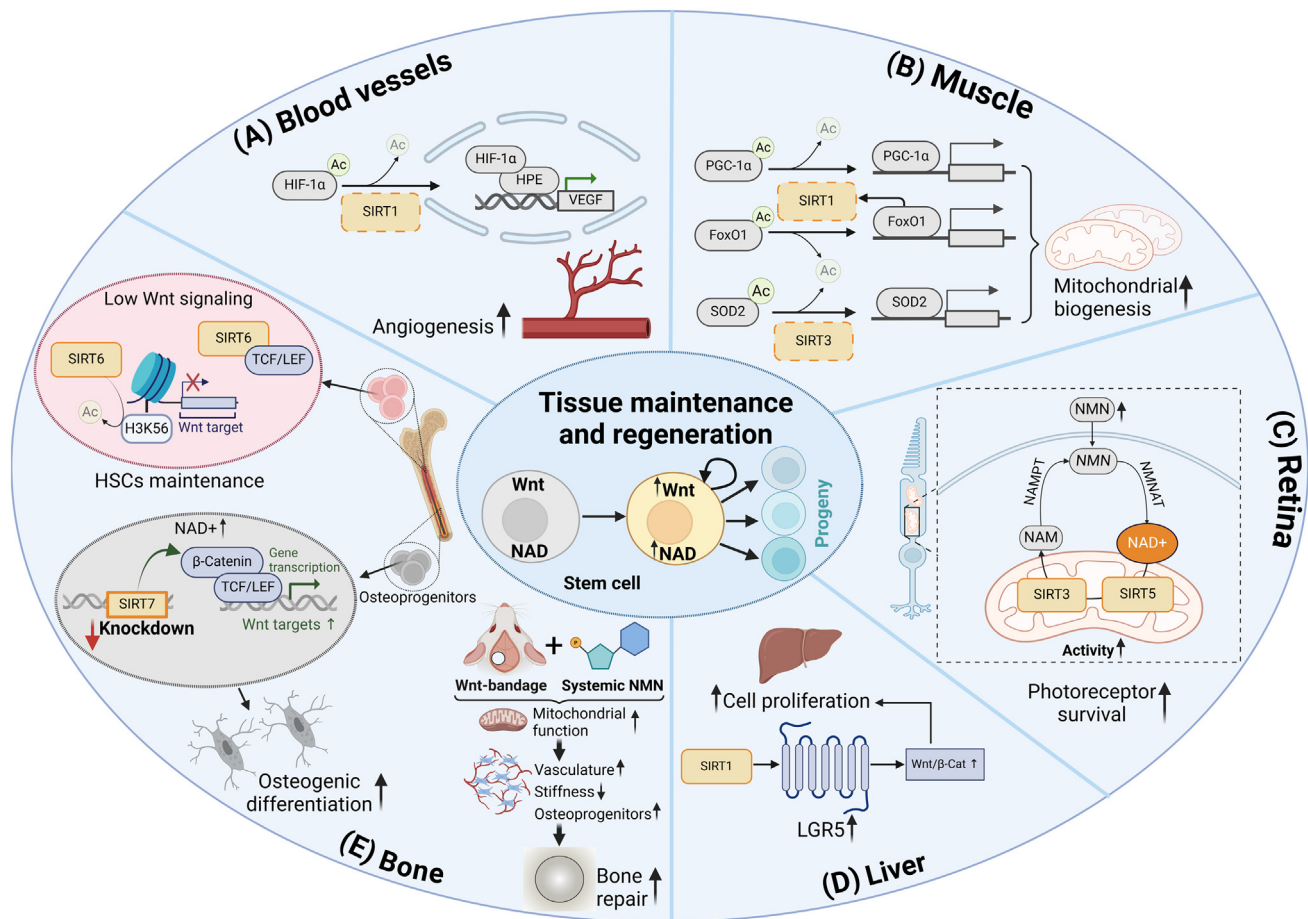 (A) Blood vessels
Ac
Ac
HIF-1α
SIRT1
HIF-1α
HPE
VEGF
Angiogenesis ↑
(B) Muscle
Ac
Ac
PGC-1α
PGC-1α
SIRT1
Ac
FoxO1
FoxO1
Ac
Ac
SOD2
SOD2
SIRT3
Mitochondrial ↑
biogenesis
(C) Retina
NMN ↑
NMN
NAMPT
NMNAT
NAM
NAD+
SIRT3
SIRT5
Activity ↑
Photoreceptor ↑
survival
(D) Liver
↑ Cell proliferation
SIRT1
Wnt/β-Cat ↑
LGR5 ↑
(E) Bone
Low Wnt signaling
SIRT6
SIRT6
TCF/LEF
Ac
H3K56
Wnt target
HSCs maintenance
NAD+ ↑
β-Catenin
Gene
transcription
TCF/LEF
SIRT7
Knockdown
Wnt targets ↑
Osteoprogenitors
Osteogenic ↑
differentiation
Wnt-bandage
+
P
Systemic NMN
Mitochondrial ↑
function
Vasculature ↑
Stiffness ↓
Osteoprogenitors ↑
Bone ↑
repair
Tissue maintenance
and regeneration
Wnt
NAD
↑Wnt
↑NAD
Progeny
Stem cell